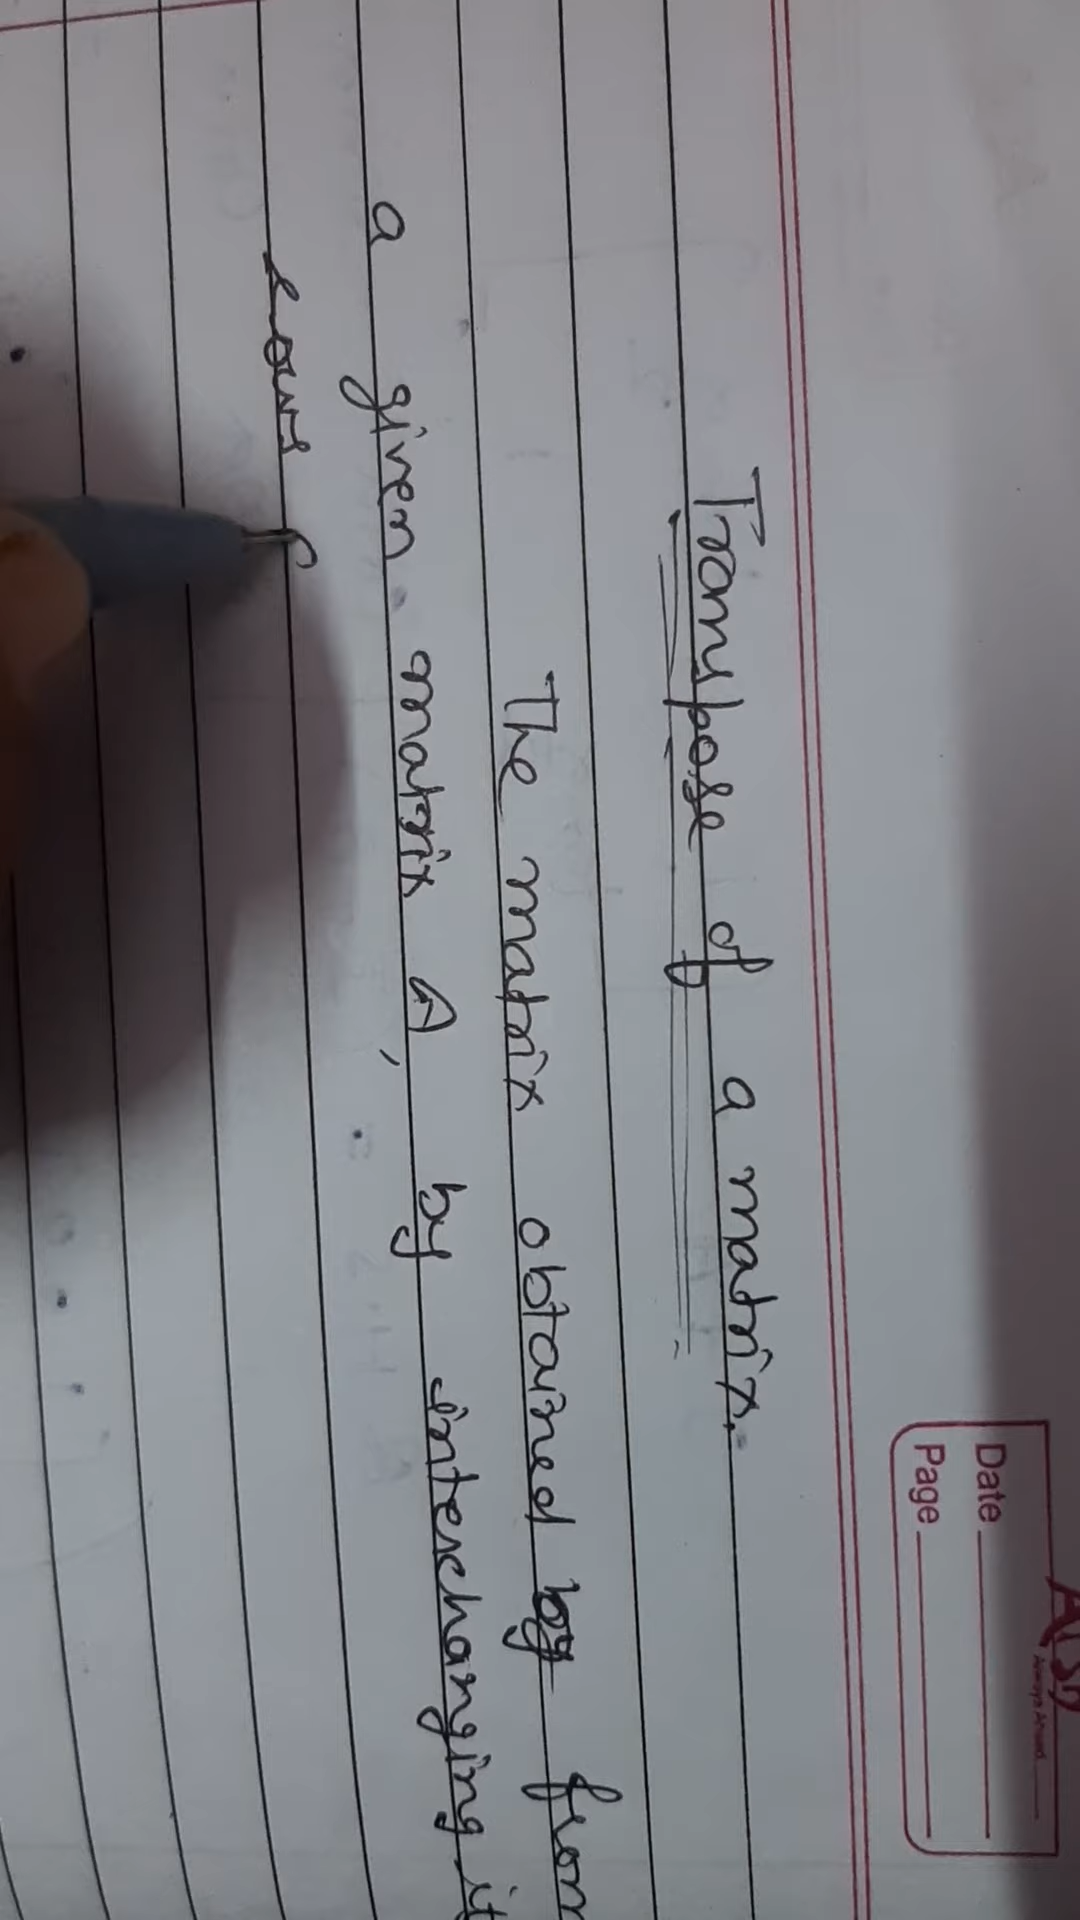 Date
Page
Transpose of a matrix.
The matrix obtained by from
a given matrix A, by interchanging it
rows